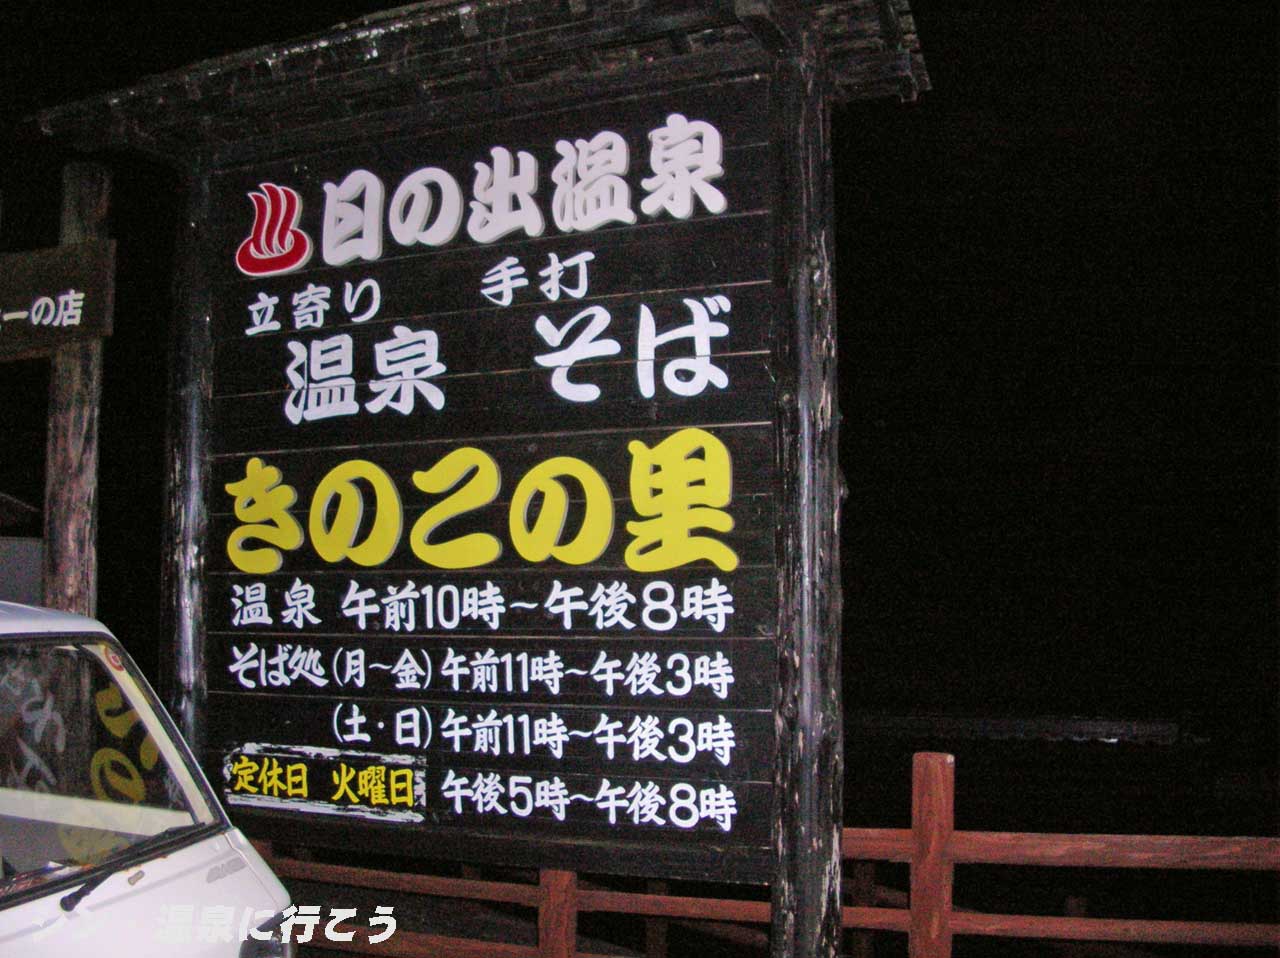 日の出温泉
立寄り 手打
温泉 そば
きのこの里
温泉 午前10時~午後8時
そば処(月~金)午前11時~午後3時
(土・日)午前11時~午後3時
定休日 火曜日 午後5時~午後8時
一の店
温泉に行こう